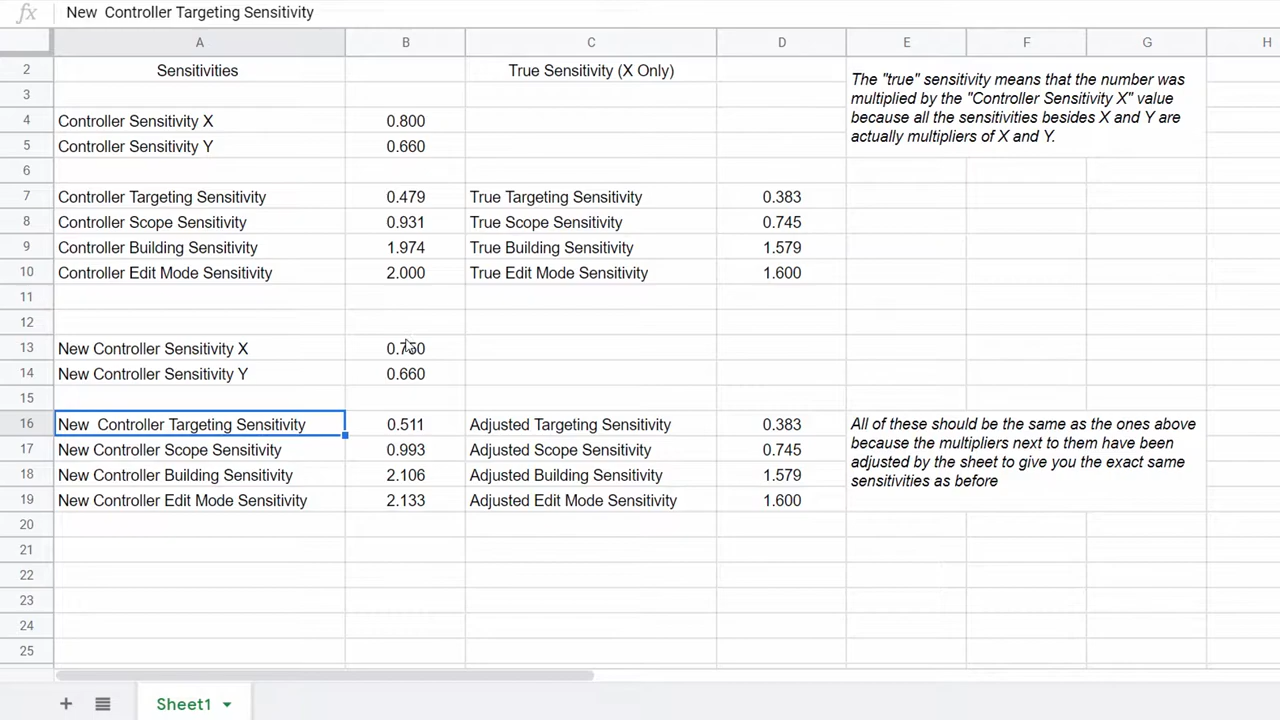 fx New  Controller Targeting Sensitivity
A B C D E F G H
2 Sensitivities True Sensitivity (X Only)
The "true" sensitivity means that the number was
multiplied by the "Controller Sensitivity X" value
because all the sensitivities besides X and Y are
actually multipliers of X and Y.
3
4 Controller Sensitivity X 0.800
5 Controller Sensitivity Y 0.660
6
7 Controller Targeting Sensitivity 0.479 True Targeting Sensitivity 0.383
8 Controller Scope Sensitivity 0.931 True Scope Sensitivity 0.745
9 Controller Building Sensitivity 1.974 True Building Sensitivity 1.579
10 Controller Edit Mode Sensitivity 2.000 True Edit Mode Sensitivity 1.600
11
12
13 New Controller Sensitivity X 0.750
14 New Controller Sensitivity Y 0.660
15
16 New  Controller Targeting Sensitivity 0.511 Adjusted Targeting Sensitivity 0.383
17 New Controller Scope Sensitivity 0.993 Adjusted Scope Sensitivity 0.745
18 New Controller Building Sensitivity 2.106 Adjusted Building Sensitivity 1.579
19 New Controller Edit Mode Sensitivity 2.133 Adjusted Edit Mode Sensitivity 1.600
All of these should be the same as the ones above
because the multipliers next to them have been
adjusted by the sheet to give you the exact same
sensitivities as before
20
21
22
23
24
25
Sheet1